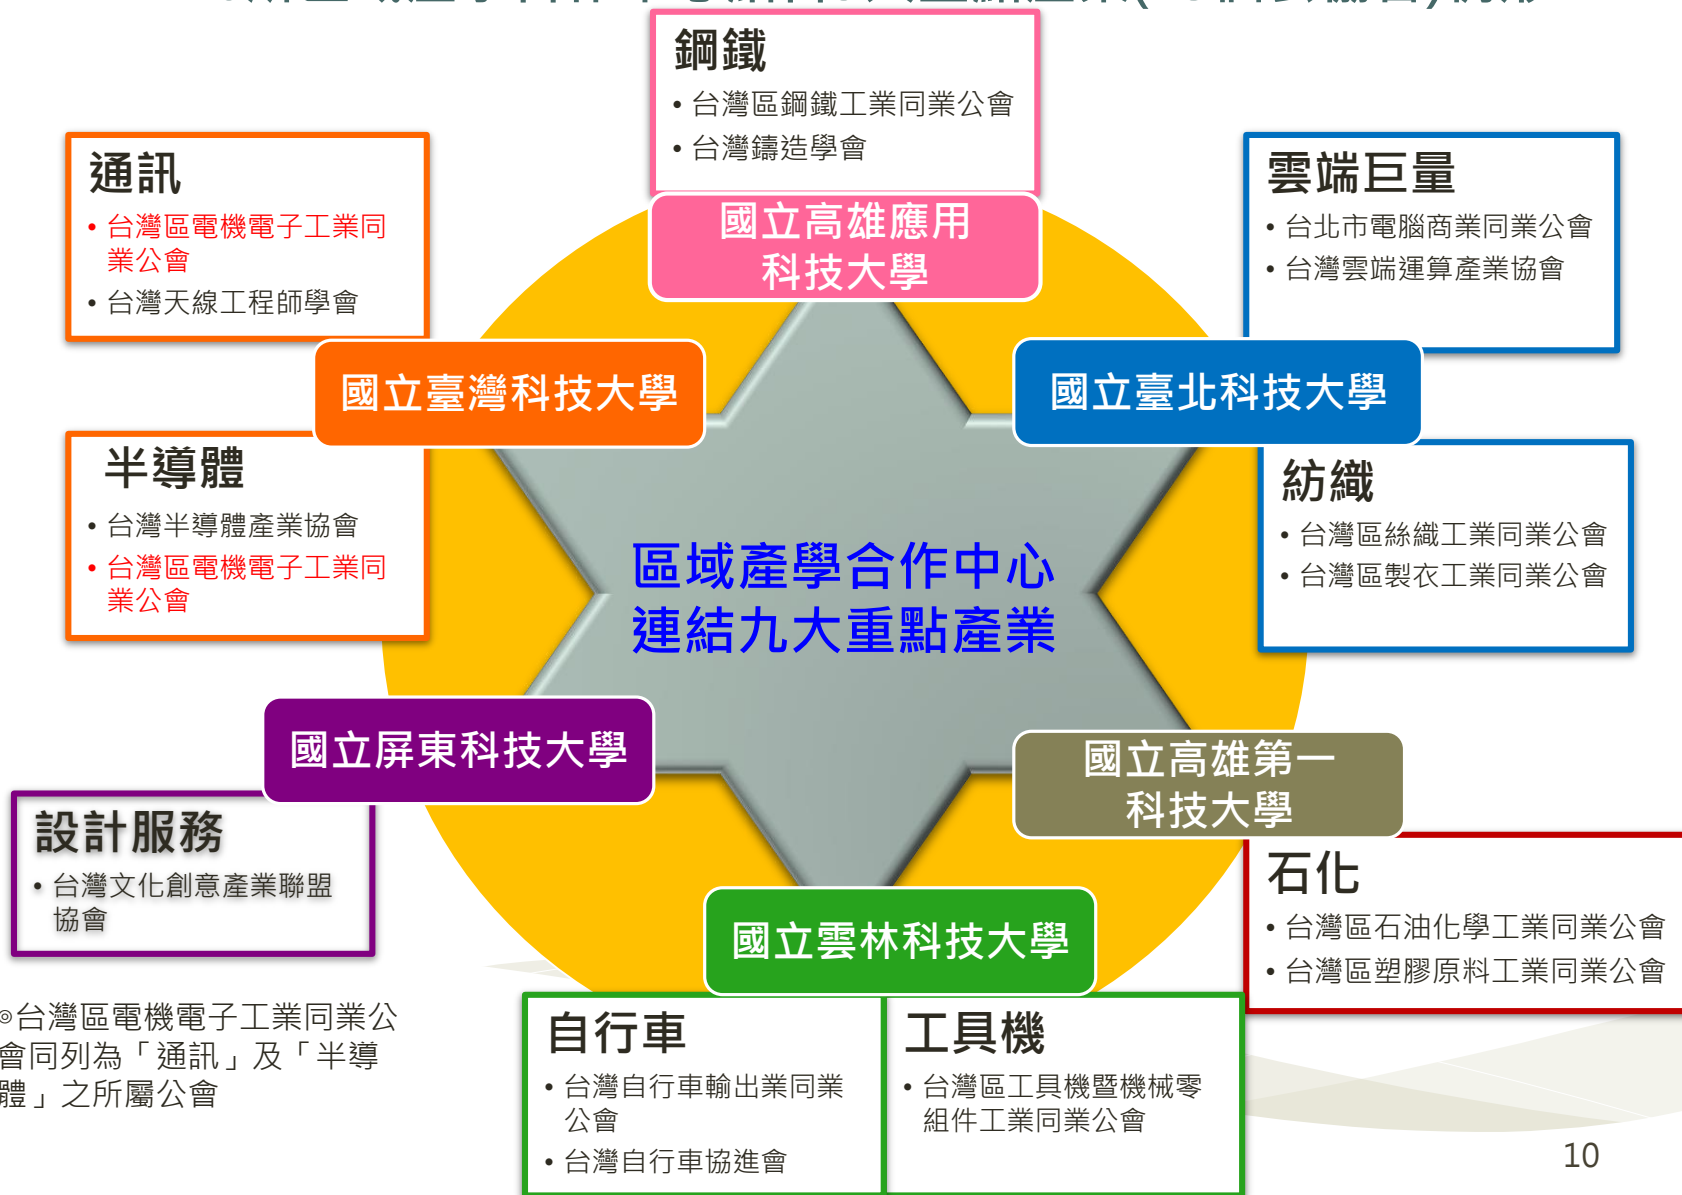 鋼鐵
• 台灣區鋼鐵工業同業公會
• 台灣鑄造學會
國立高雄應用
科技大學
通訊
• 台灣區電機電子工業同
業公會
• 台灣天線工程師學會
國立臺灣科技大學
半導體
• 台灣半導體產業協會
• 台灣區電機電子工業同
業公會
雲端巨量
• 台北市電腦商業同業公會
• 台灣雲端運算產業協會
國立臺北科技大學
紡織
• 台灣區絲織工業同業公會
• 台灣區製衣工業同業公會
區域產學合作中心
連結九大重點產業
國立屏東科技大學
設計服務
• 台灣文化創意產業聯盟
協會
國立高雄第一
科技大學
石化
• 台灣區石油化學工業同業公會
• 台灣區塑膠原料工業同業公會
國立雲林科技大學
自行車
• 台灣自行車輸出業同業
公會
• 台灣自行車協進會
工具機
• 台灣區工具機暨機械零
組件工業同業公會
◎台灣區電機電子工業同業公
會同列為「通訊」及「半導
體」之所屬公會
10